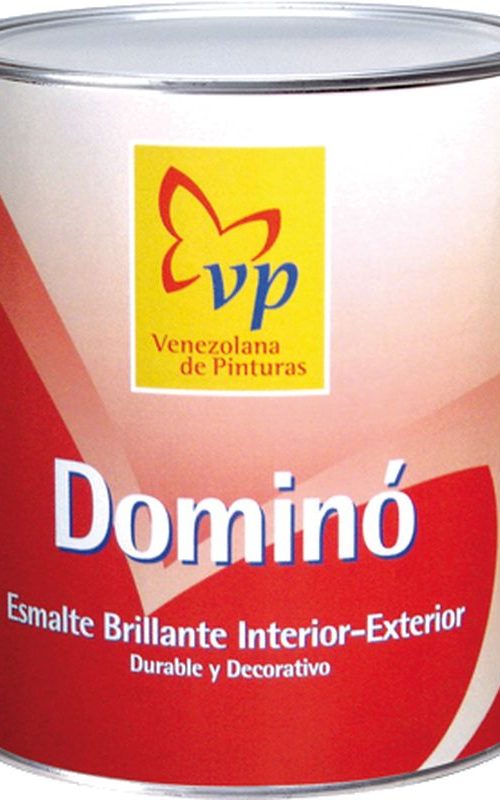 vp
Venezolana
de Pinturas
Dominó
Esmalte Brillante Interior-Exterior
Durable y Decorativo